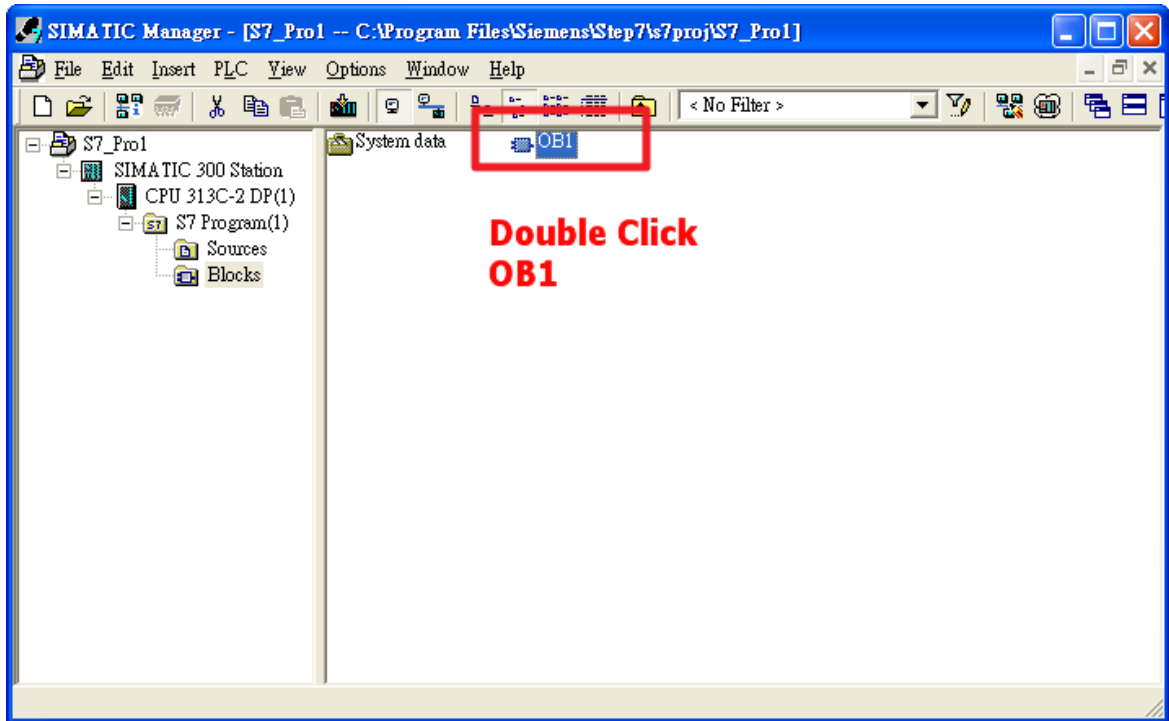 SIMATIC Manager - [S7_Pro1 -- C:\Program Files\Siemens\Step7\s7proj\S7_Pro1]
File Edit Insert PLC View Options Window Help
< No Filter >
S7_Pro1
SIMATIC 300 Station
CPU 313C-2 DP(1)
S7 Program(1)
Sources
Blocks
System data
OB1
Double Click
OB1